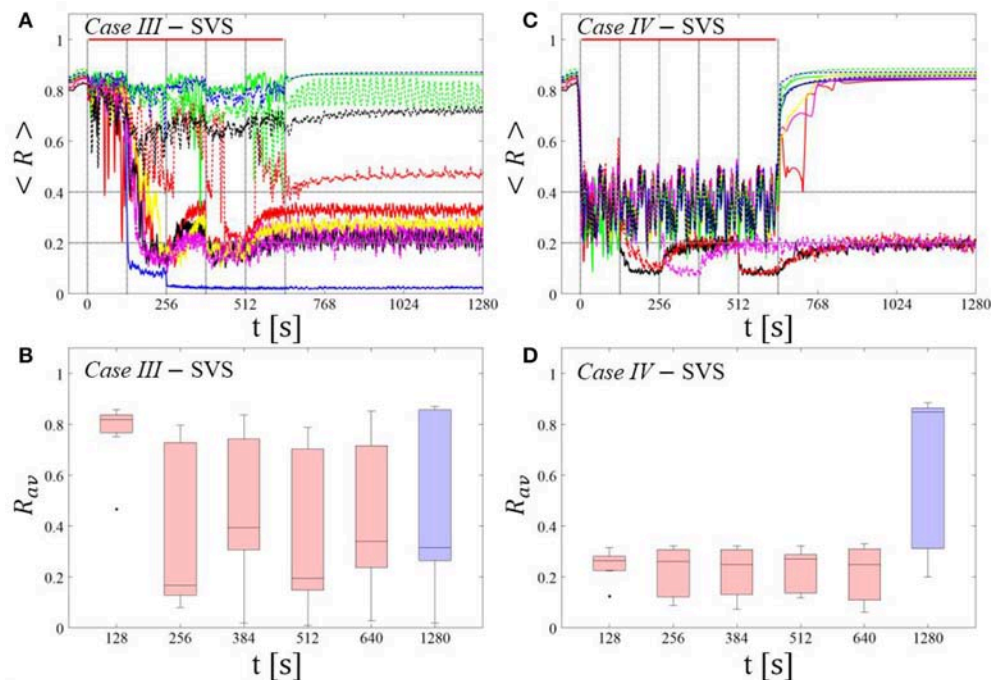 A
Case III – SVS
1
0.8
0.6
0.4
0.2
0
< R >
0 256 512 768 1024 1280
t [s]
C
Case IV – SVS
1
0.8
0.6
0.4
0.2
0
< R >
0 256 512 768 1024 1280
t [s]
B
Case III – SVS
1
0.8
0.6
0.4
0.2
0
R_av
128 256 384 512 640 1280
t [s]
D
Case IV – SVS
1
0.8
0.6
0.4
0.2
0
R_av
128 256 384 512 640 1280
t [s]